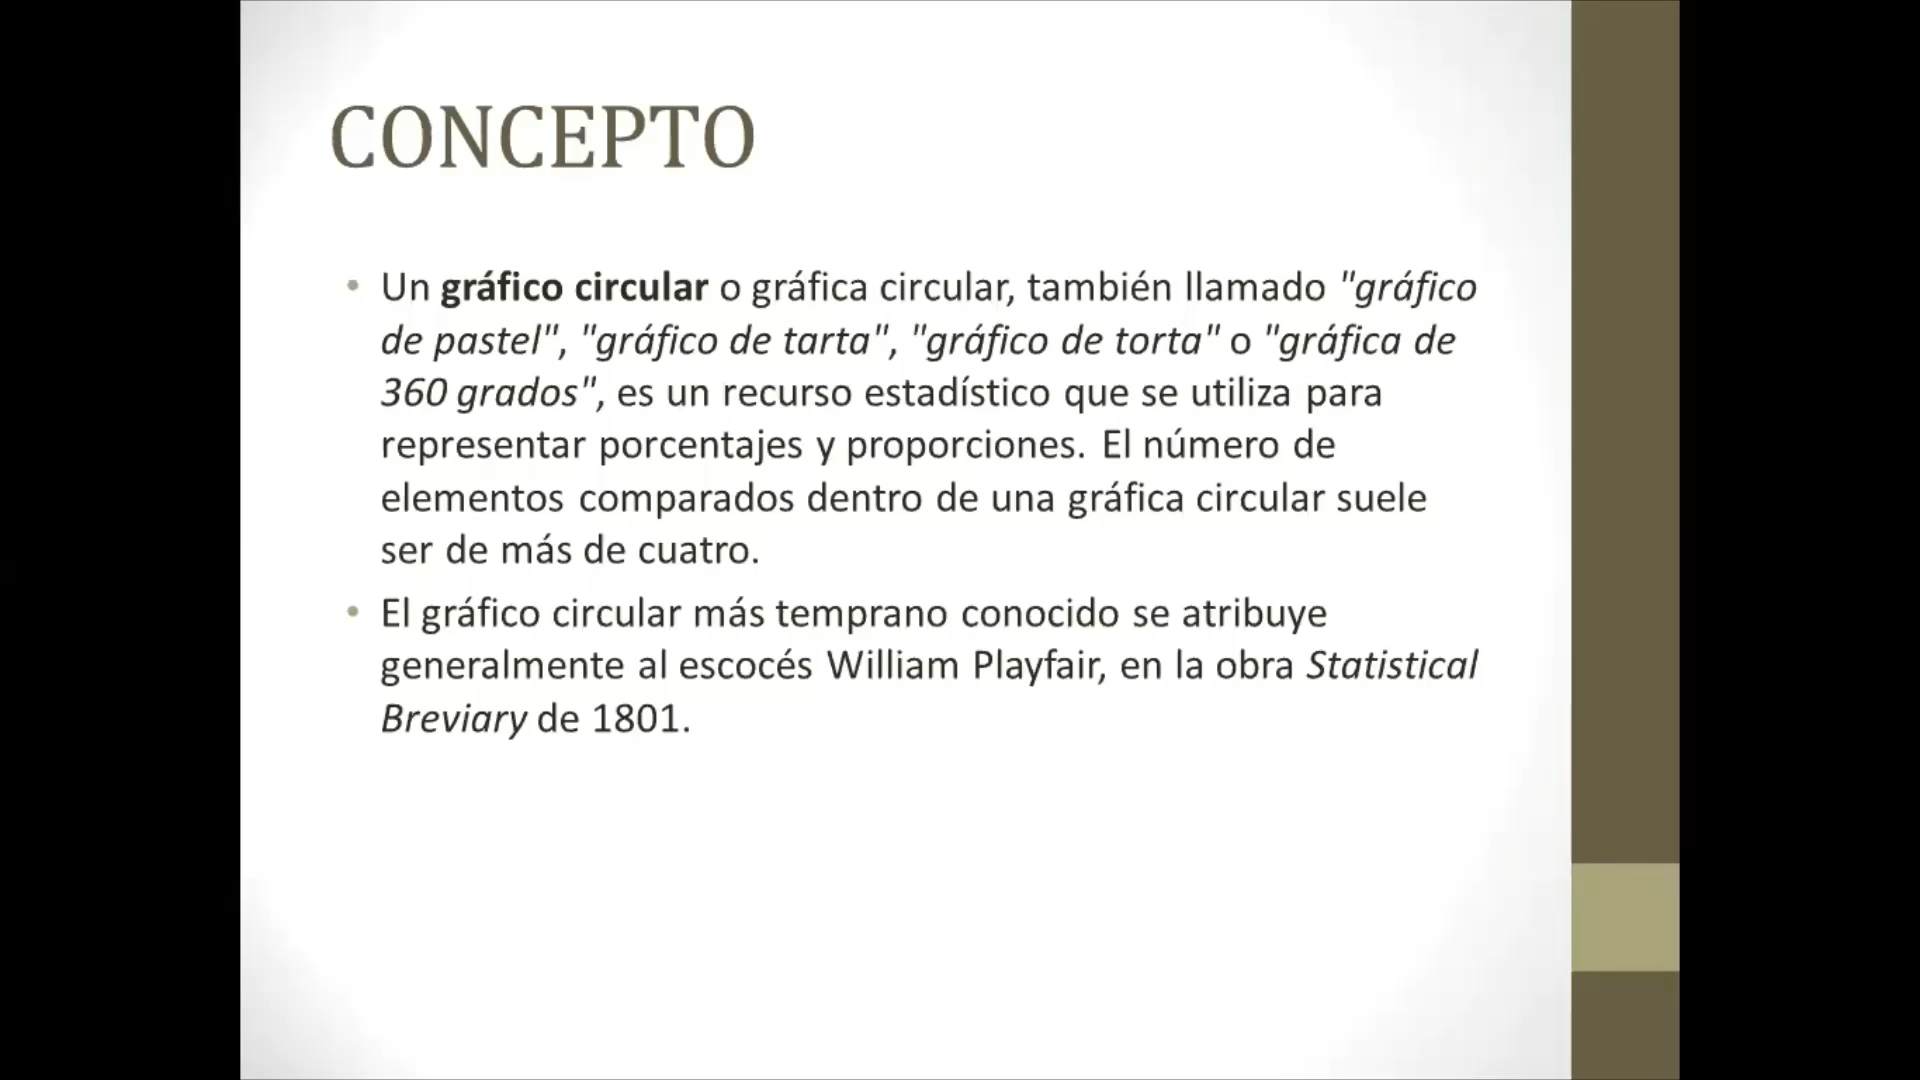 CONCEPTO
• Un gráfico circular o gráfica circular, también llamado "gráfico
de pastel", "gráfico de tarta", "gráfico de torta" o "gráfica de
360 grados", es un recurso estadístico que se utiliza para
representar porcentajes y proporciones. El número de
elementos comparados dentro de una gráfica circular suele
ser de más de cuatro.
• El gráfico circular más temprano conocido se atribuye
generalmente al escocés William Playfair, en la obra Statistical
Breviary de 1801.